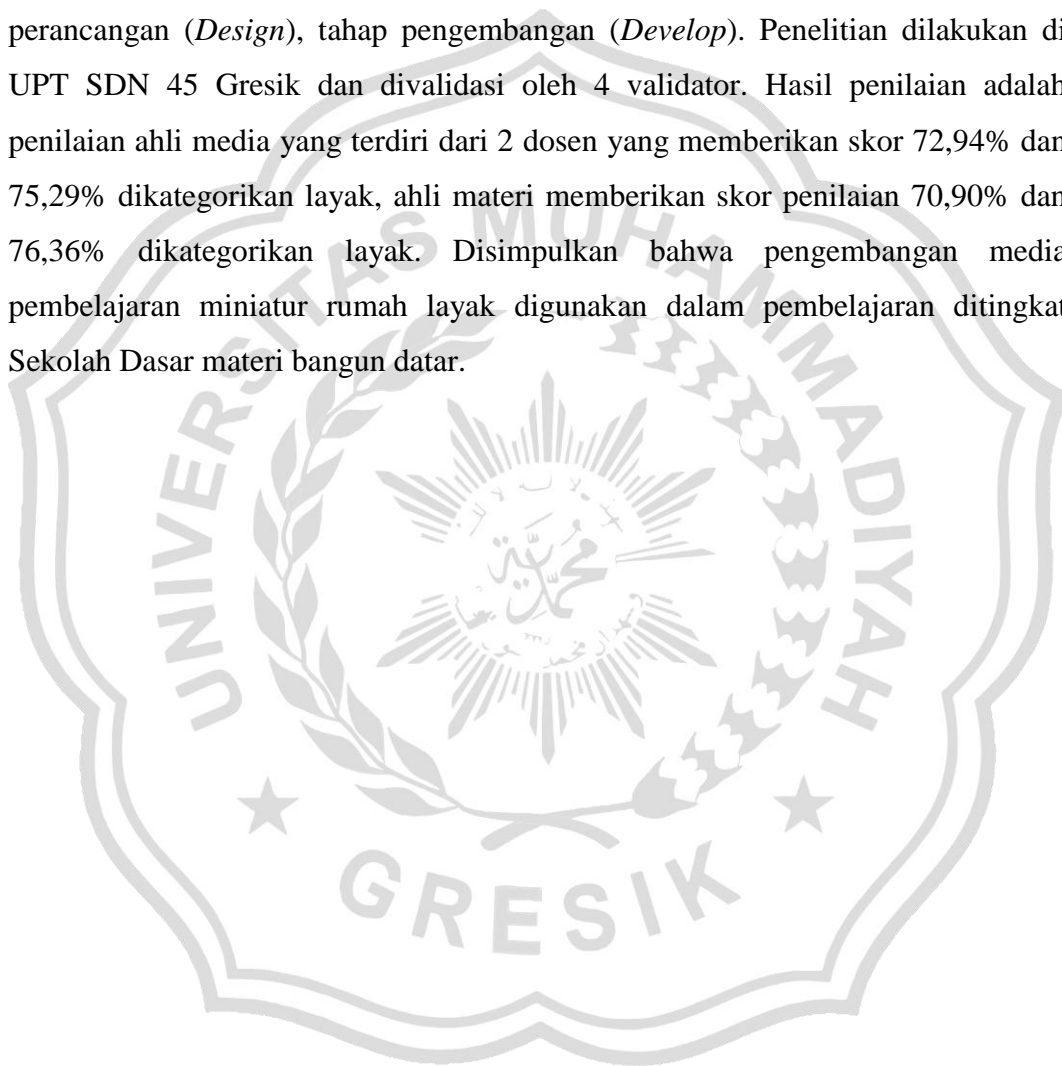 perancangan (Design), tahap pengembangan (Develop). Penelitian dilakukan di
UPT SDN 45 Gresik dan divalidasi oleh 4 validator. Hasil penilaian adalah
penilaian ahli media yang terdiri dari 2 dosen yang memberikan skor 72,94% dan
75,29% dikategorikan layak, ahli materi memberikan skor penilaian 70,90% dan
76,36% dikategorikan layak. Disimpulkan bahwa pengembangan media
pembelajaran miniatur rumah layak digunakan dalam pembelajaran ditingkat
Sekolah Dasar materi bangun datar.
UNIVERSITAS MUHAMMADIYAH
GRESIK